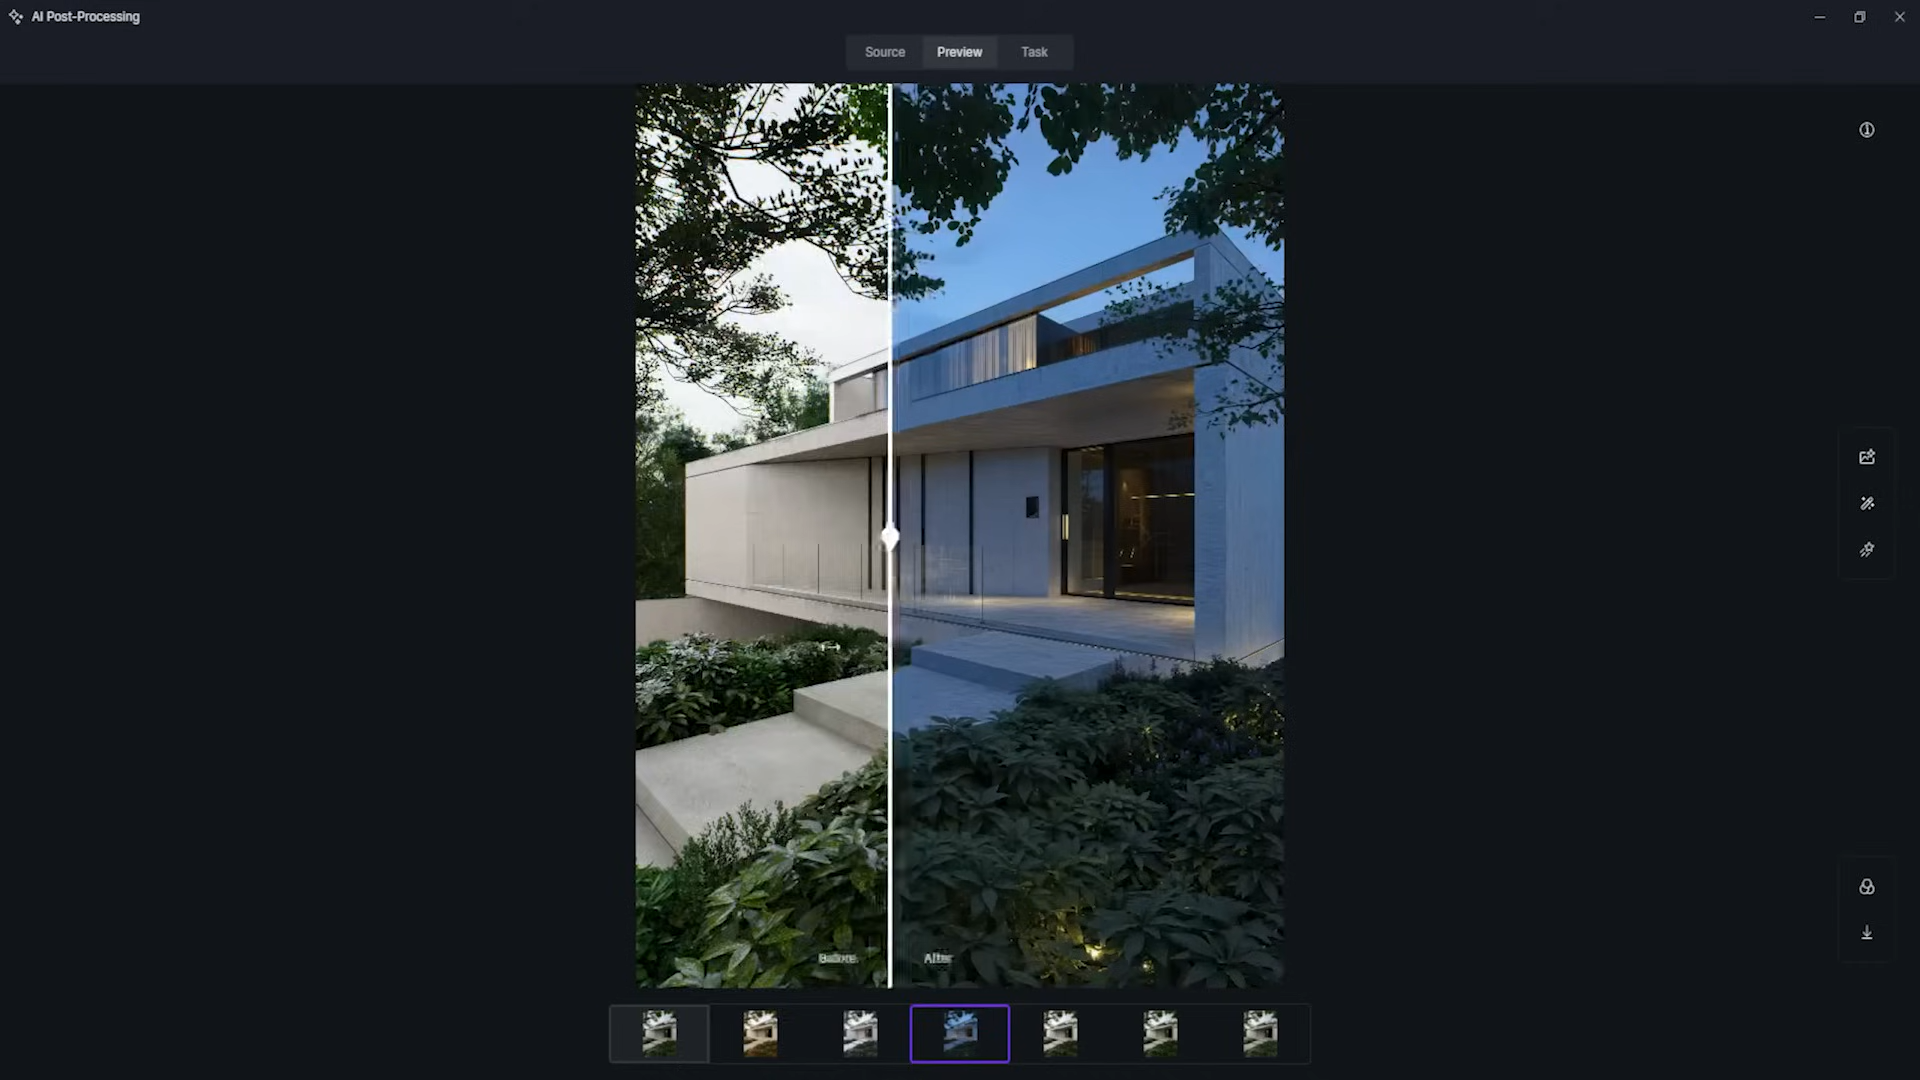 AI Post-Processing
Source
Preview
Task
Before
After